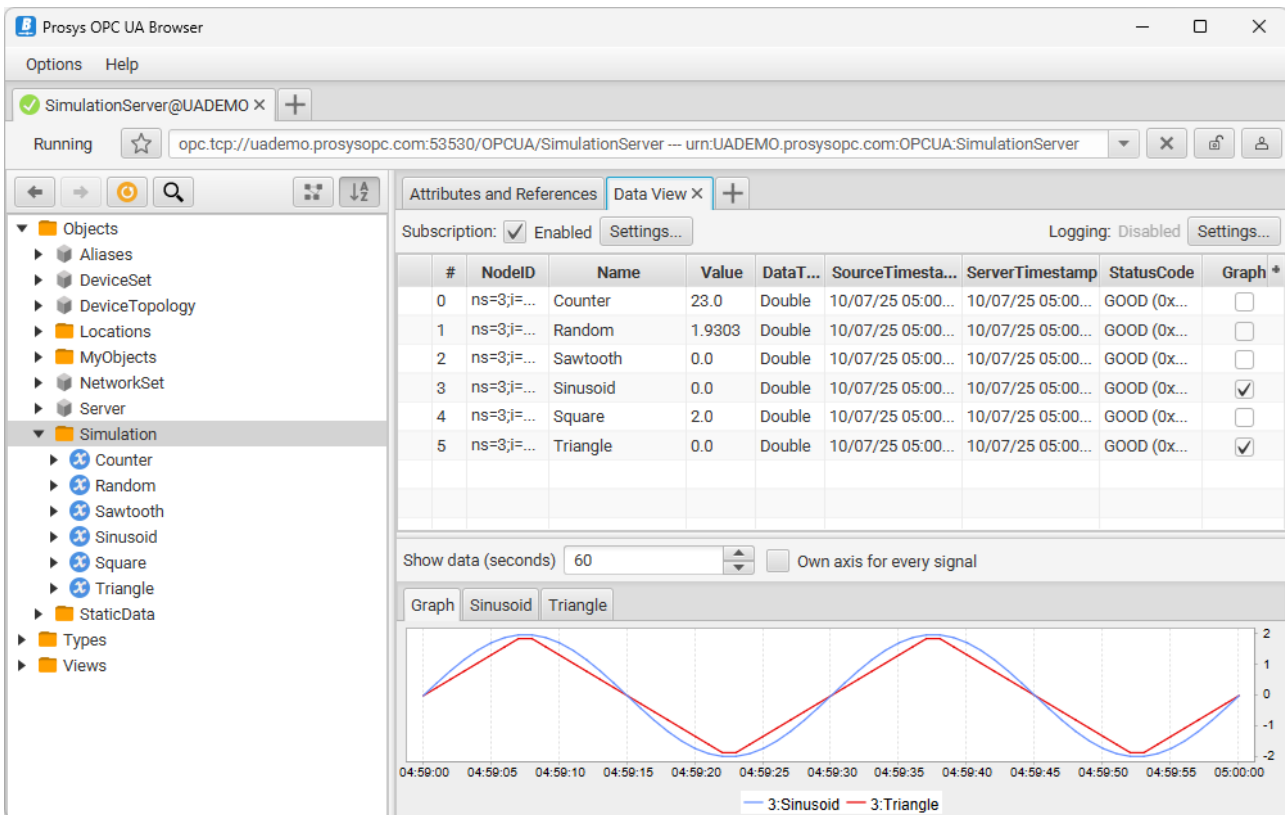 Prosys OPC UA Browser
Options Help
SimulationServer@UADEMO
Running opc.tcp://uademo.prosysopc.com:53530/OPCUA/SimulationServer --- urn:UADEMO.prosysopc.com:OPCUA:SimulationServer
Objects
Aliases
DeviceSet
DeviceTopology
Locations
MyObjects
NetworkSet
Server
Simulation
Counter
Random
Sawtooth
Sinusoid
Square
Triangle
StaticData
Types
Views
Attributes and References Data View
Subscription: Enabled Settings... Logging: Disabled Settings...
# NodeID Name Value DataT... SourceTimesta... ServerTimestamp StatusCode Graph
0 ns=3;i=... Counter 23.0 Double 10/07/25 05:00... 10/07/25 05:00... GOOD (0x...
1 ns=3;i=... Random 1.9303 Double 10/07/25 05:00... 10/07/25 05:00... GOOD (0x...
2 ns=3;i=... Sawtooth 0.0 Double 10/07/25 05:00... 10/07/25 05:00... GOOD (0x...
3 ns=3;i=... Sinusoid 0.0 Double 10/07/25 05:00... 10/07/25 05:00... GOOD (0x...
4 ns=3;i=... Square 2.0 Double 10/07/25 05:00... 10/07/25 05:00... GOOD (0x...
5 ns=3;i=... Triangle 0.0 Double 10/07/25 05:00... 10/07/25 05:00... GOOD (0x...
Show data (seconds) 60 Own axis for every signal
Graph Sinusoid Triangle
2
1
0
-1
-2
04:59:00 04:59:05 04:59:10 04:59:15 04:59:20 04:59:25 04:59:30 04:59:35 04:59:40 04:59:45 04:59:50 04:59:55 05:00:00
3:Sinusoid 3:Triangle